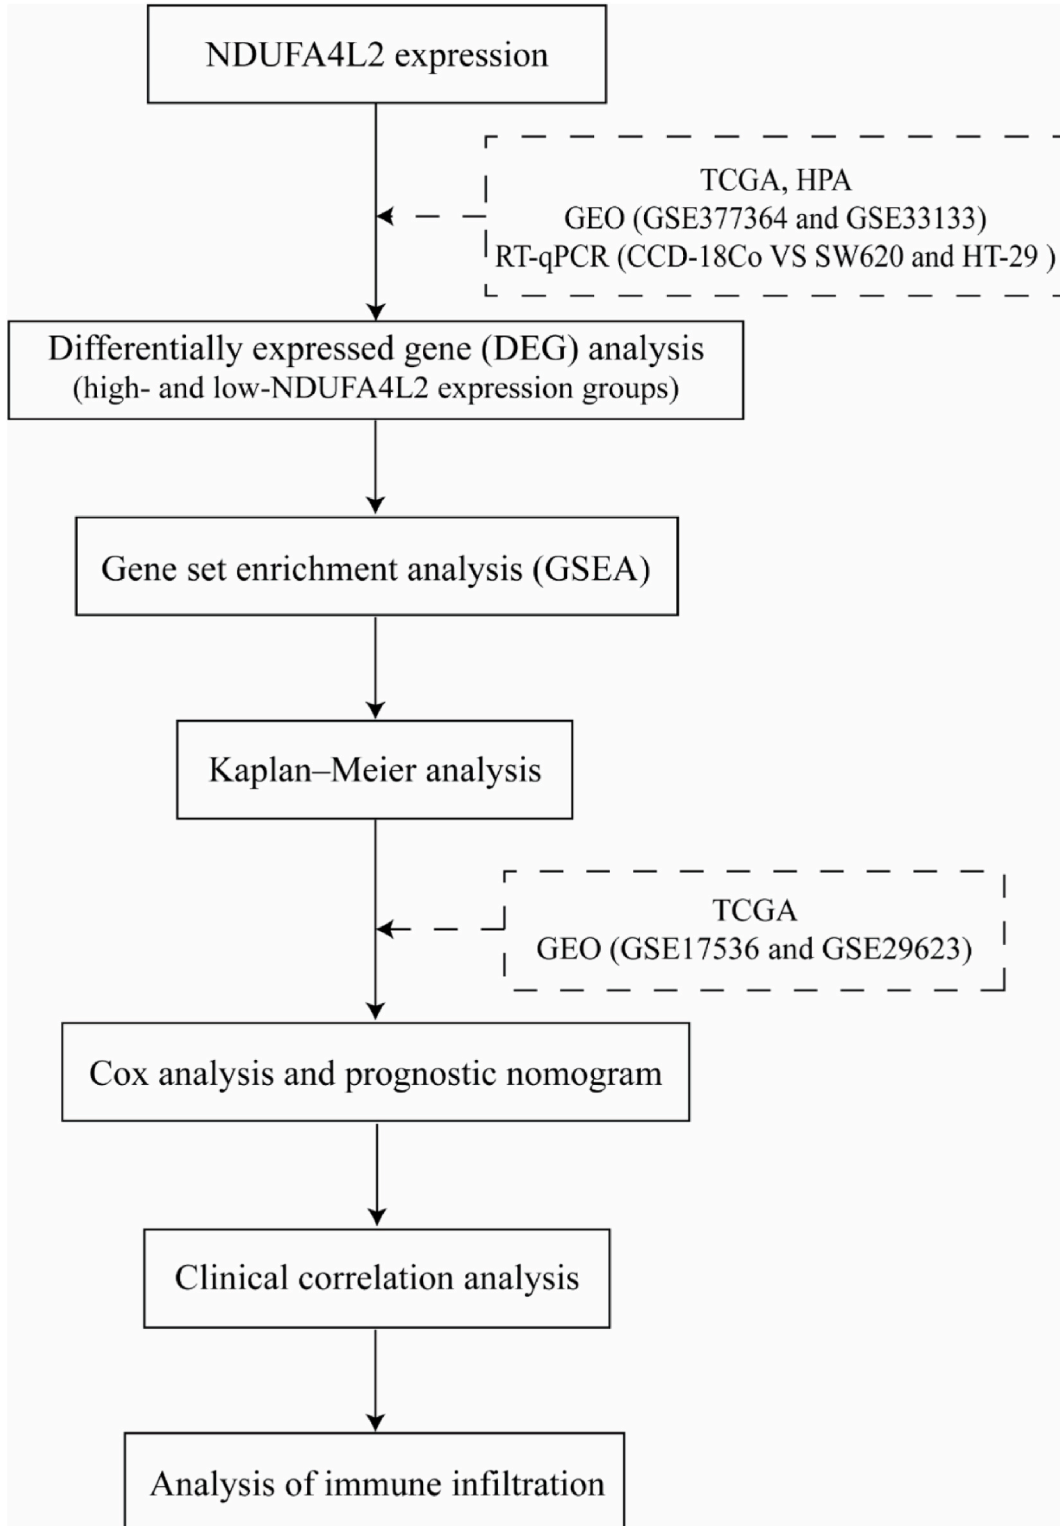 NDUFA4L2 expression
TCGA, HPA
GEO (GSE377364 and GSE33133)
RT-qPCR (CCD-18Co VS SW620 and HT-29 )
Differentially expressed gene (DEG) analysis
(high- and low-NDUFA4L2 expression groups)
Gene set enrichment analysis (GSEA)
Kaplan–Meier analysis
TCGA
GEO (GSE17536 and GSE29623)
Cox analysis and prognostic nomogram
Clinical correlation analysis
Analysis of immune infiltration